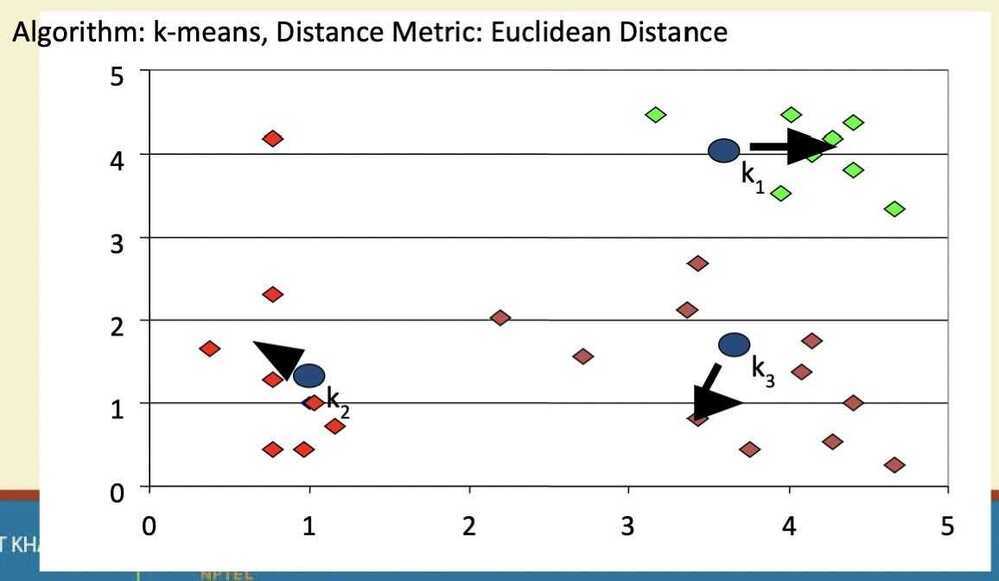 Algorithm: k-means, Distance Metric: Euclidean Distance
5
4
3
2
1
0
0 1 2 3 4 5
k1
k2
k3
T KHA
NPTEL